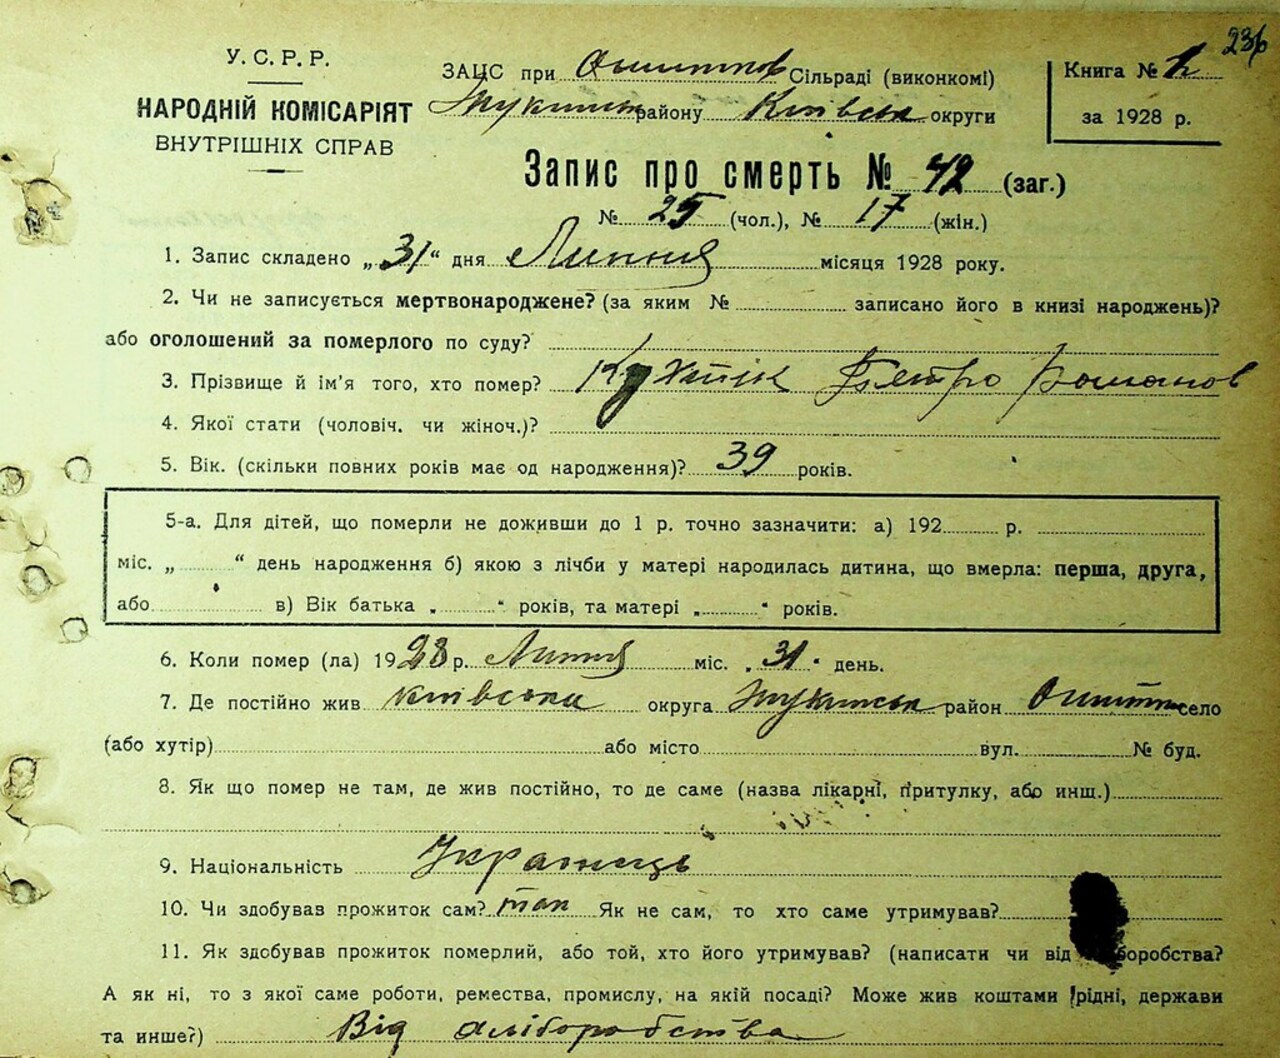 236
У. С. Р. Р.
НАРОДНІЙ КОМІСАРІЯТ
ВНУТРІШНІХ СПРАВ
ЗАЦС при Сільраді (виконкомі)
району Київськ округи
Книга № 1
за 1928 р.
Запис про смерть № 42 (заг.)
№ 25 (чол.), № 17 (жін.)
1. Запис складено „31“ дня Липня місяця 1928 року.
2. Чи не записується мертвонароджене? (за яким № записано його в книзі народжень)?
або оголошений за померлого по суду?
3. Прізвище й ім'я того, хто помер? Петро Романов
4. Якої стати (чоловіч. чи жіноч.)?
5. Вік. (скільки повних років має од народження)? 39 років.
5-а. Для дітей, що померли не доживши до 1 р. точно зазначити: а) 192 р.
міс. „ “ день народження б) якою з лічби у матері народилась дитина, що вмерла: перша, друга,
або в) Вік батька „ “ років, та матері „ “ років.
6. Коли помер (ла) 1928 р. Липня міс. „31“ день.
7. Де постійно жив київська округа район село
(або хутір) або місто вул. № буд.
8. Як що помер не там, де жив постійно, то де саме (назва лікарні, притулку, або инш.)
9. Національність Українець
10. Чи здобував прожиток сам? так Як не сам, то хто саме утримував?
11. Як здобував прожиток померлий, або той, хто його утримував? (написати чи від боробства?
А як ні, то з якої саме роботи, ремества, промислу, на якій посаді? Може жив коштами рідні, держави
та инше?) Від хліборобства